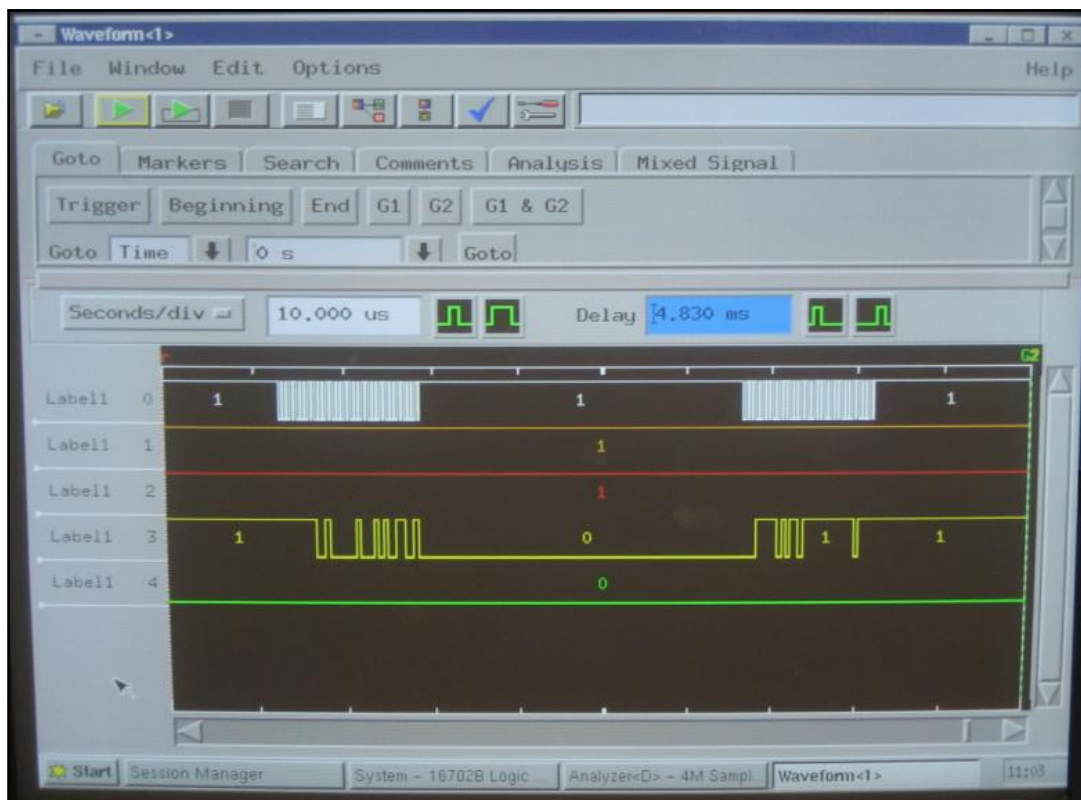 Waveform<1>
File Window Edit Options Help
Goto Markers Search Comments Analysis Mixed Signal
Trigger Beginning End G1 G2 G1 & G2
Goto Time 0 s Goto
Seconds/div 10.000 us Delay 4.830 ms
G2
Label1 0 1 1 1
Label1 1 1
Label1 2 1
Label1 3 1 0 1 1
Label1 4 0
Start Session Manager System - 16702B Logic ... Analyzer<D> - 4M Sampl... Waveform<1> 11:03